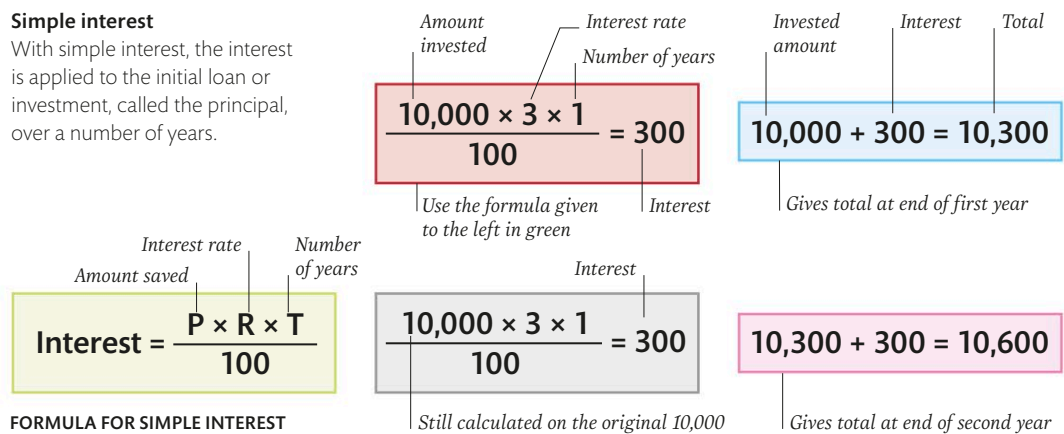 Simple interest
With simple interest, the interest
is applied to the initial loan or
investment, called the principal,
over a number of years.
Amount
invested
Interest rate
Number of years
10,000 × 3 × 1
100
= 300
Use the formula given
to the left in green
Interest
Invested
amount
Interest
Total
10,000 + 300 = 10,300
Gives total at end of first year
Amount saved
Interest rate
Number
of years
Interest =
P × R × T
100
FORMULA FOR SIMPLE INTEREST
Interest
10,000 × 3 × 1
100
= 300
Still calculated on the original 10,000
10,300 + 300 = 10,600
Gives total at end of second year